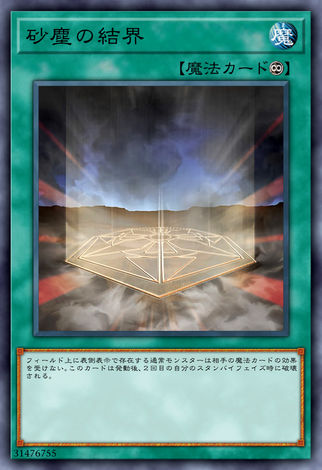 砂塵の結界
魔
【魔法カード】
フィールド上に表側表示で存在する通常モンスターは相手の魔法カードの効果
を受けない。このカードは発動後、2回目の自分のスタンバイフェイズ時に破壊
される。
31476755